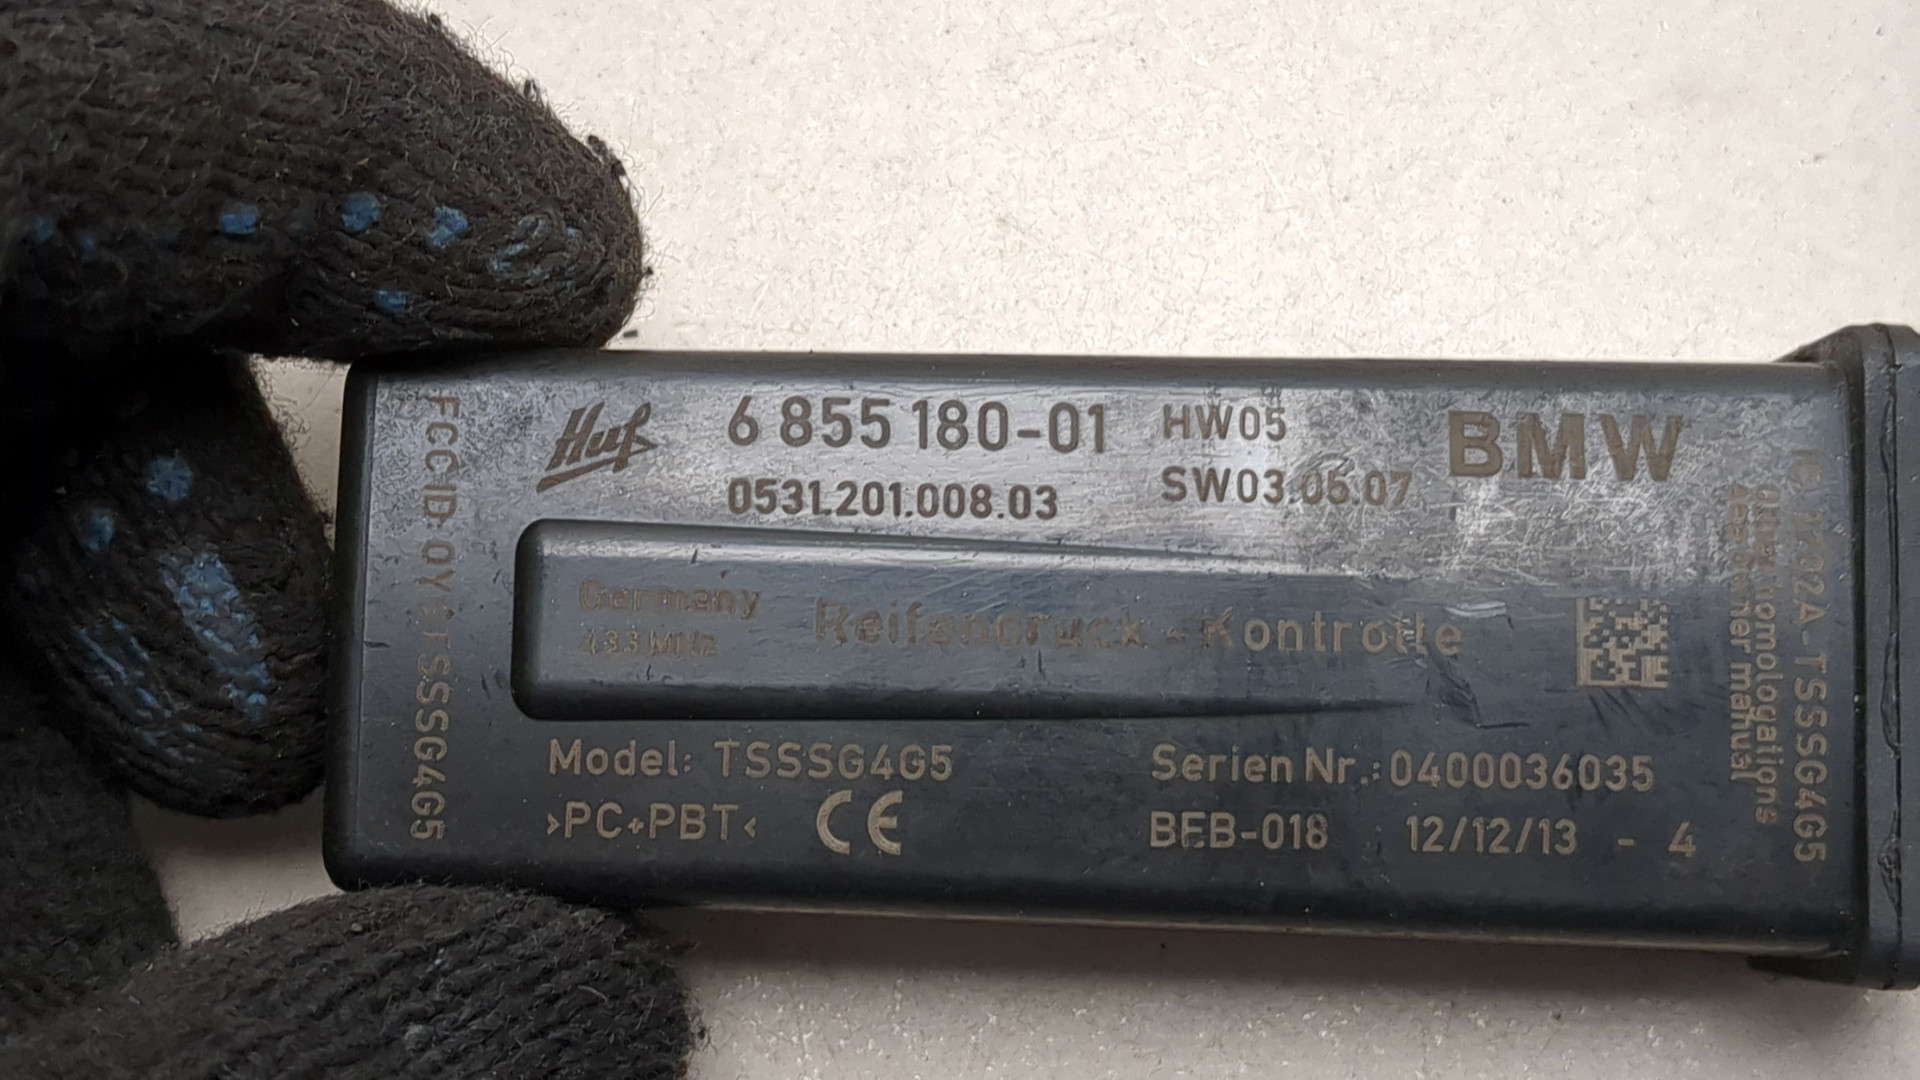 Huf
6 855 180-01
0531.201.008.03
HW05
SW03.05.07
BMW
Germany
433 MHz
Reifendruck - Kontrolle
Model: TSSSG4G5
>PC+PBT<
CE
Serien Nr.: 0400036035
BEB-018 12/12/13 - 4
FCC ID
TSSSG4G5
Other homologations
see owner manual